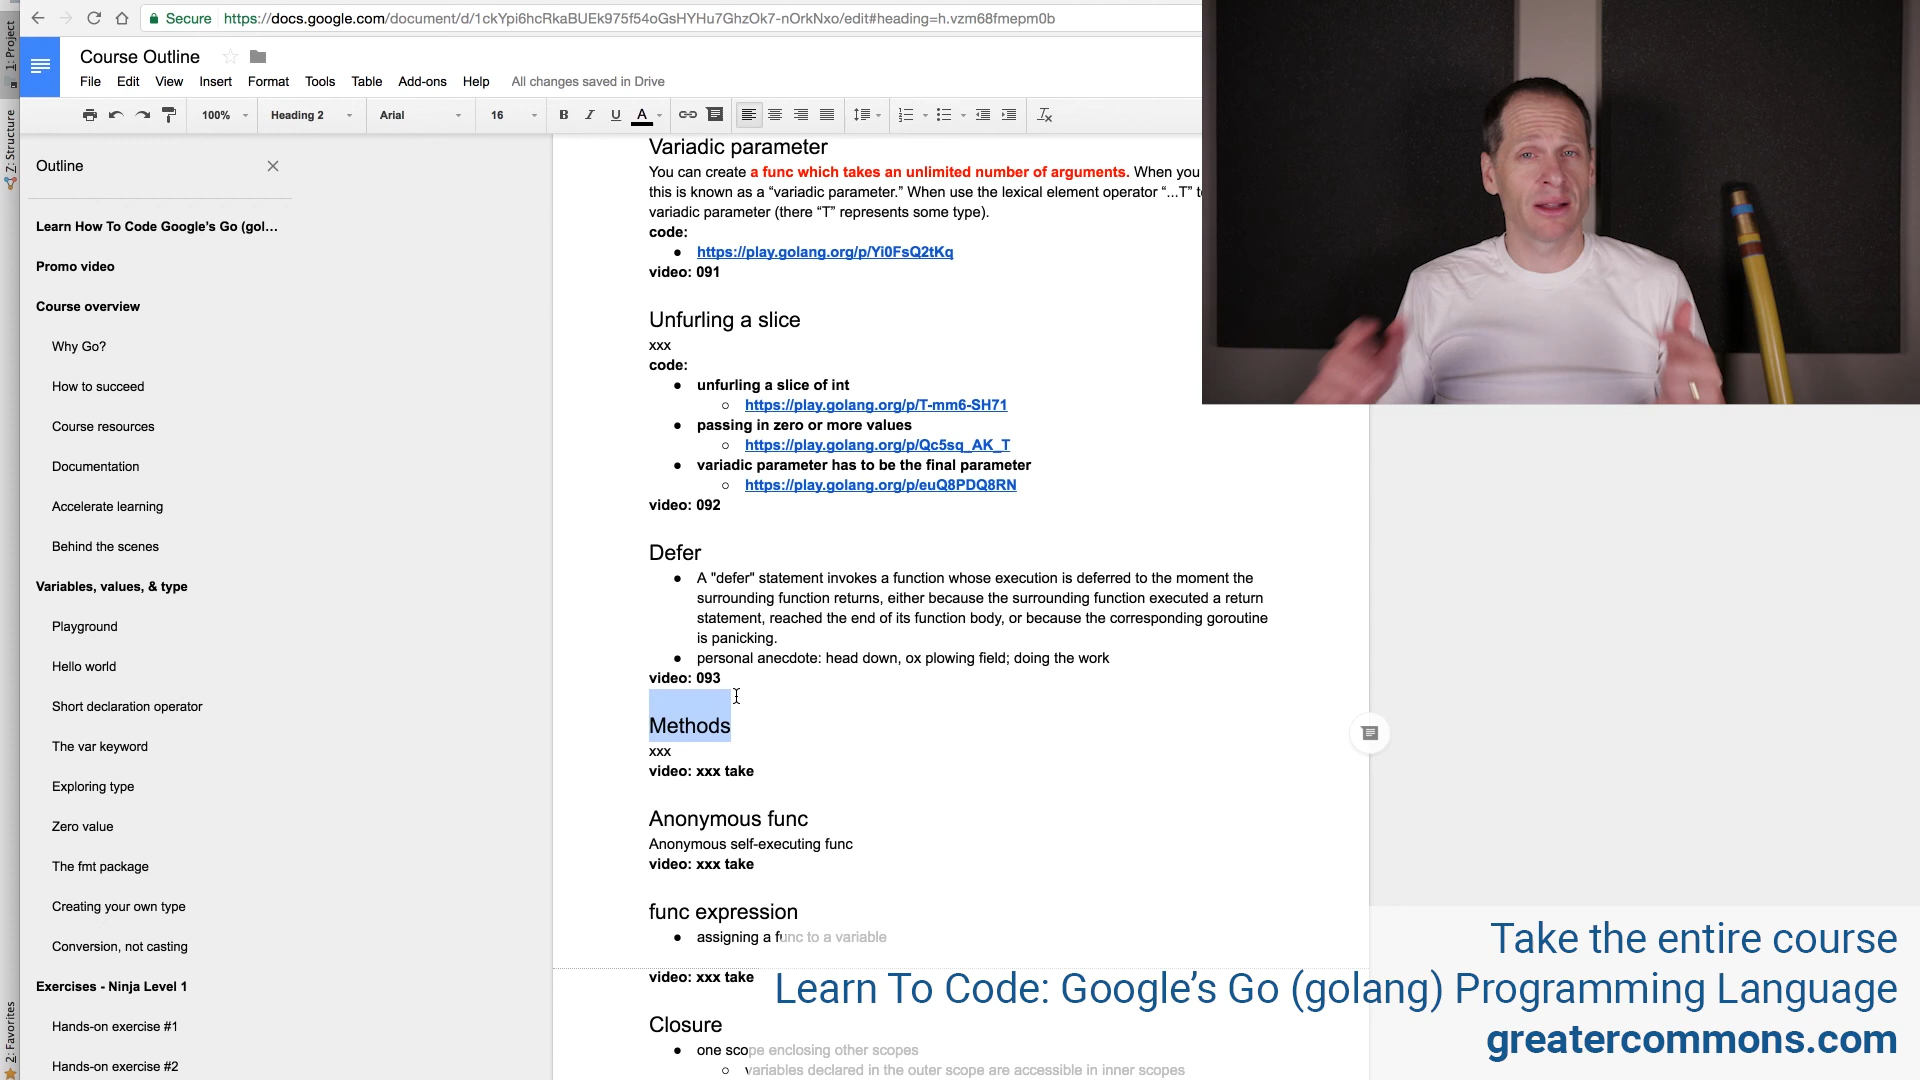 1: Project
Z: Structure
2: Favorites
Secure
https://docs.google.com/document/d/1ckYpi6hcRkaBUEk975f54oGsHYHu7GhzOk7-nOrkNxo/edit#heading=h.vzm68fmepm0b
Course Outline
File Edit View Insert Format Tools Table Add-ons Help All changes saved in Drive
100% Heading 2 Arial 16 B I U A
Outline
Learn How To Code Google’s Go (gol…
Promo video
Course overview
Why Go?
How to succeed
Course resources
Documentation
Accelerate learning
Behind the scenes
Variables, values, & type
Playground
Hello world
Short declaration operator
The var keyword
Exploring type
Zero value
The fmt package
Creating your own type
Conversion, not casting
Exercises - Ninja Level 1
Hands-on exercise #1
Hands-on exercise #2
Variadic parameter
You can create a func which takes an unlimited number of arguments. When you
this is known as a “variadic parameter.” When use the lexical element operator “...T” t
variadic parameter (there “T” represents some type).
code:
● https://play.golang.org/p/Yi0FsQ2tKq
video: 091
Unfurling a slice
xxx
code:
● unfurling a slice of int
○ https://play.golang.org/p/T-mm6-SH71
● passing in zero or more values
○ https://play.golang.org/p/Qc5sq_AK_T
● variadic parameter has to be the final parameter
○ https://play.golang.org/p/euQ8PDQ8RN
video: 092
Defer
● A "defer" statement invokes a function whose execution is deferred to the moment the
surrounding function returns, either because the surrounding function executed a return
statement, reached the end of its function body, or because the corresponding goroutine
is panicking.
● personal anecdote: head down, ox plowing field; doing the work
video: 093
Methods
xxx
video: xxx take
Anonymous func
Anonymous self-executing func
video: xxx take
func expression
● assigning a func to a variable
video: xxx take
Closure
● one scope enclosing other scopes
○ variables declared in the outer scope are accessible in inner scopes
Take the entire course
Learn To Code: Google’s Go (golang) Programming Language
greatercommons.com